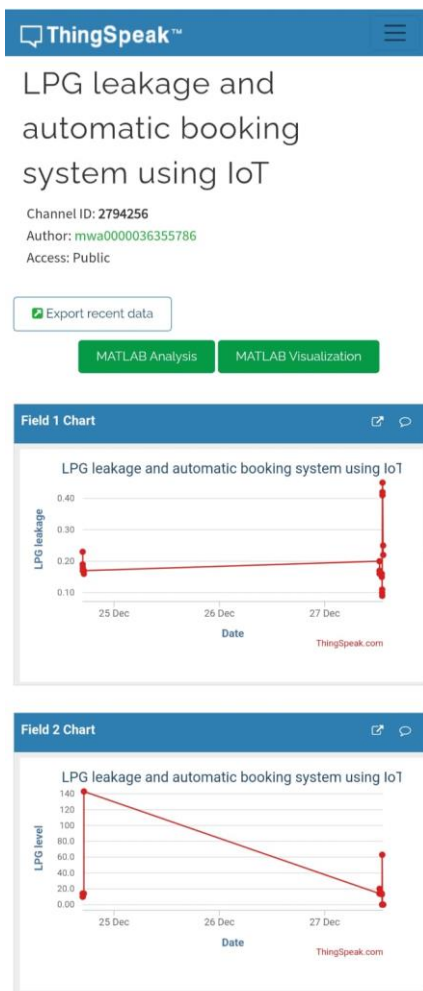 ThingSpeak™
LPG leakage and
automatic booking
system using IoT
Channel ID: 2794256
Author: mwa0000036355786
Access: Public
Export recent data
MATLAB Analysis
MATLAB Visualization
Field 1 Chart
LPG leakage and automatic booking system using IoT
LPG leakage
0.40
0.30
0.20
0.10
25 Dec
26 Dec
27 Dec
Date
ThingSpeak.com
Field 2 Chart
LPG leakage and automatic booking system using IoT
LPG level
140
120
100
80.0
60.0
40.0
20.0
0.00
25 Dec
26 Dec
27 Dec
Date
ThingSpeak.com